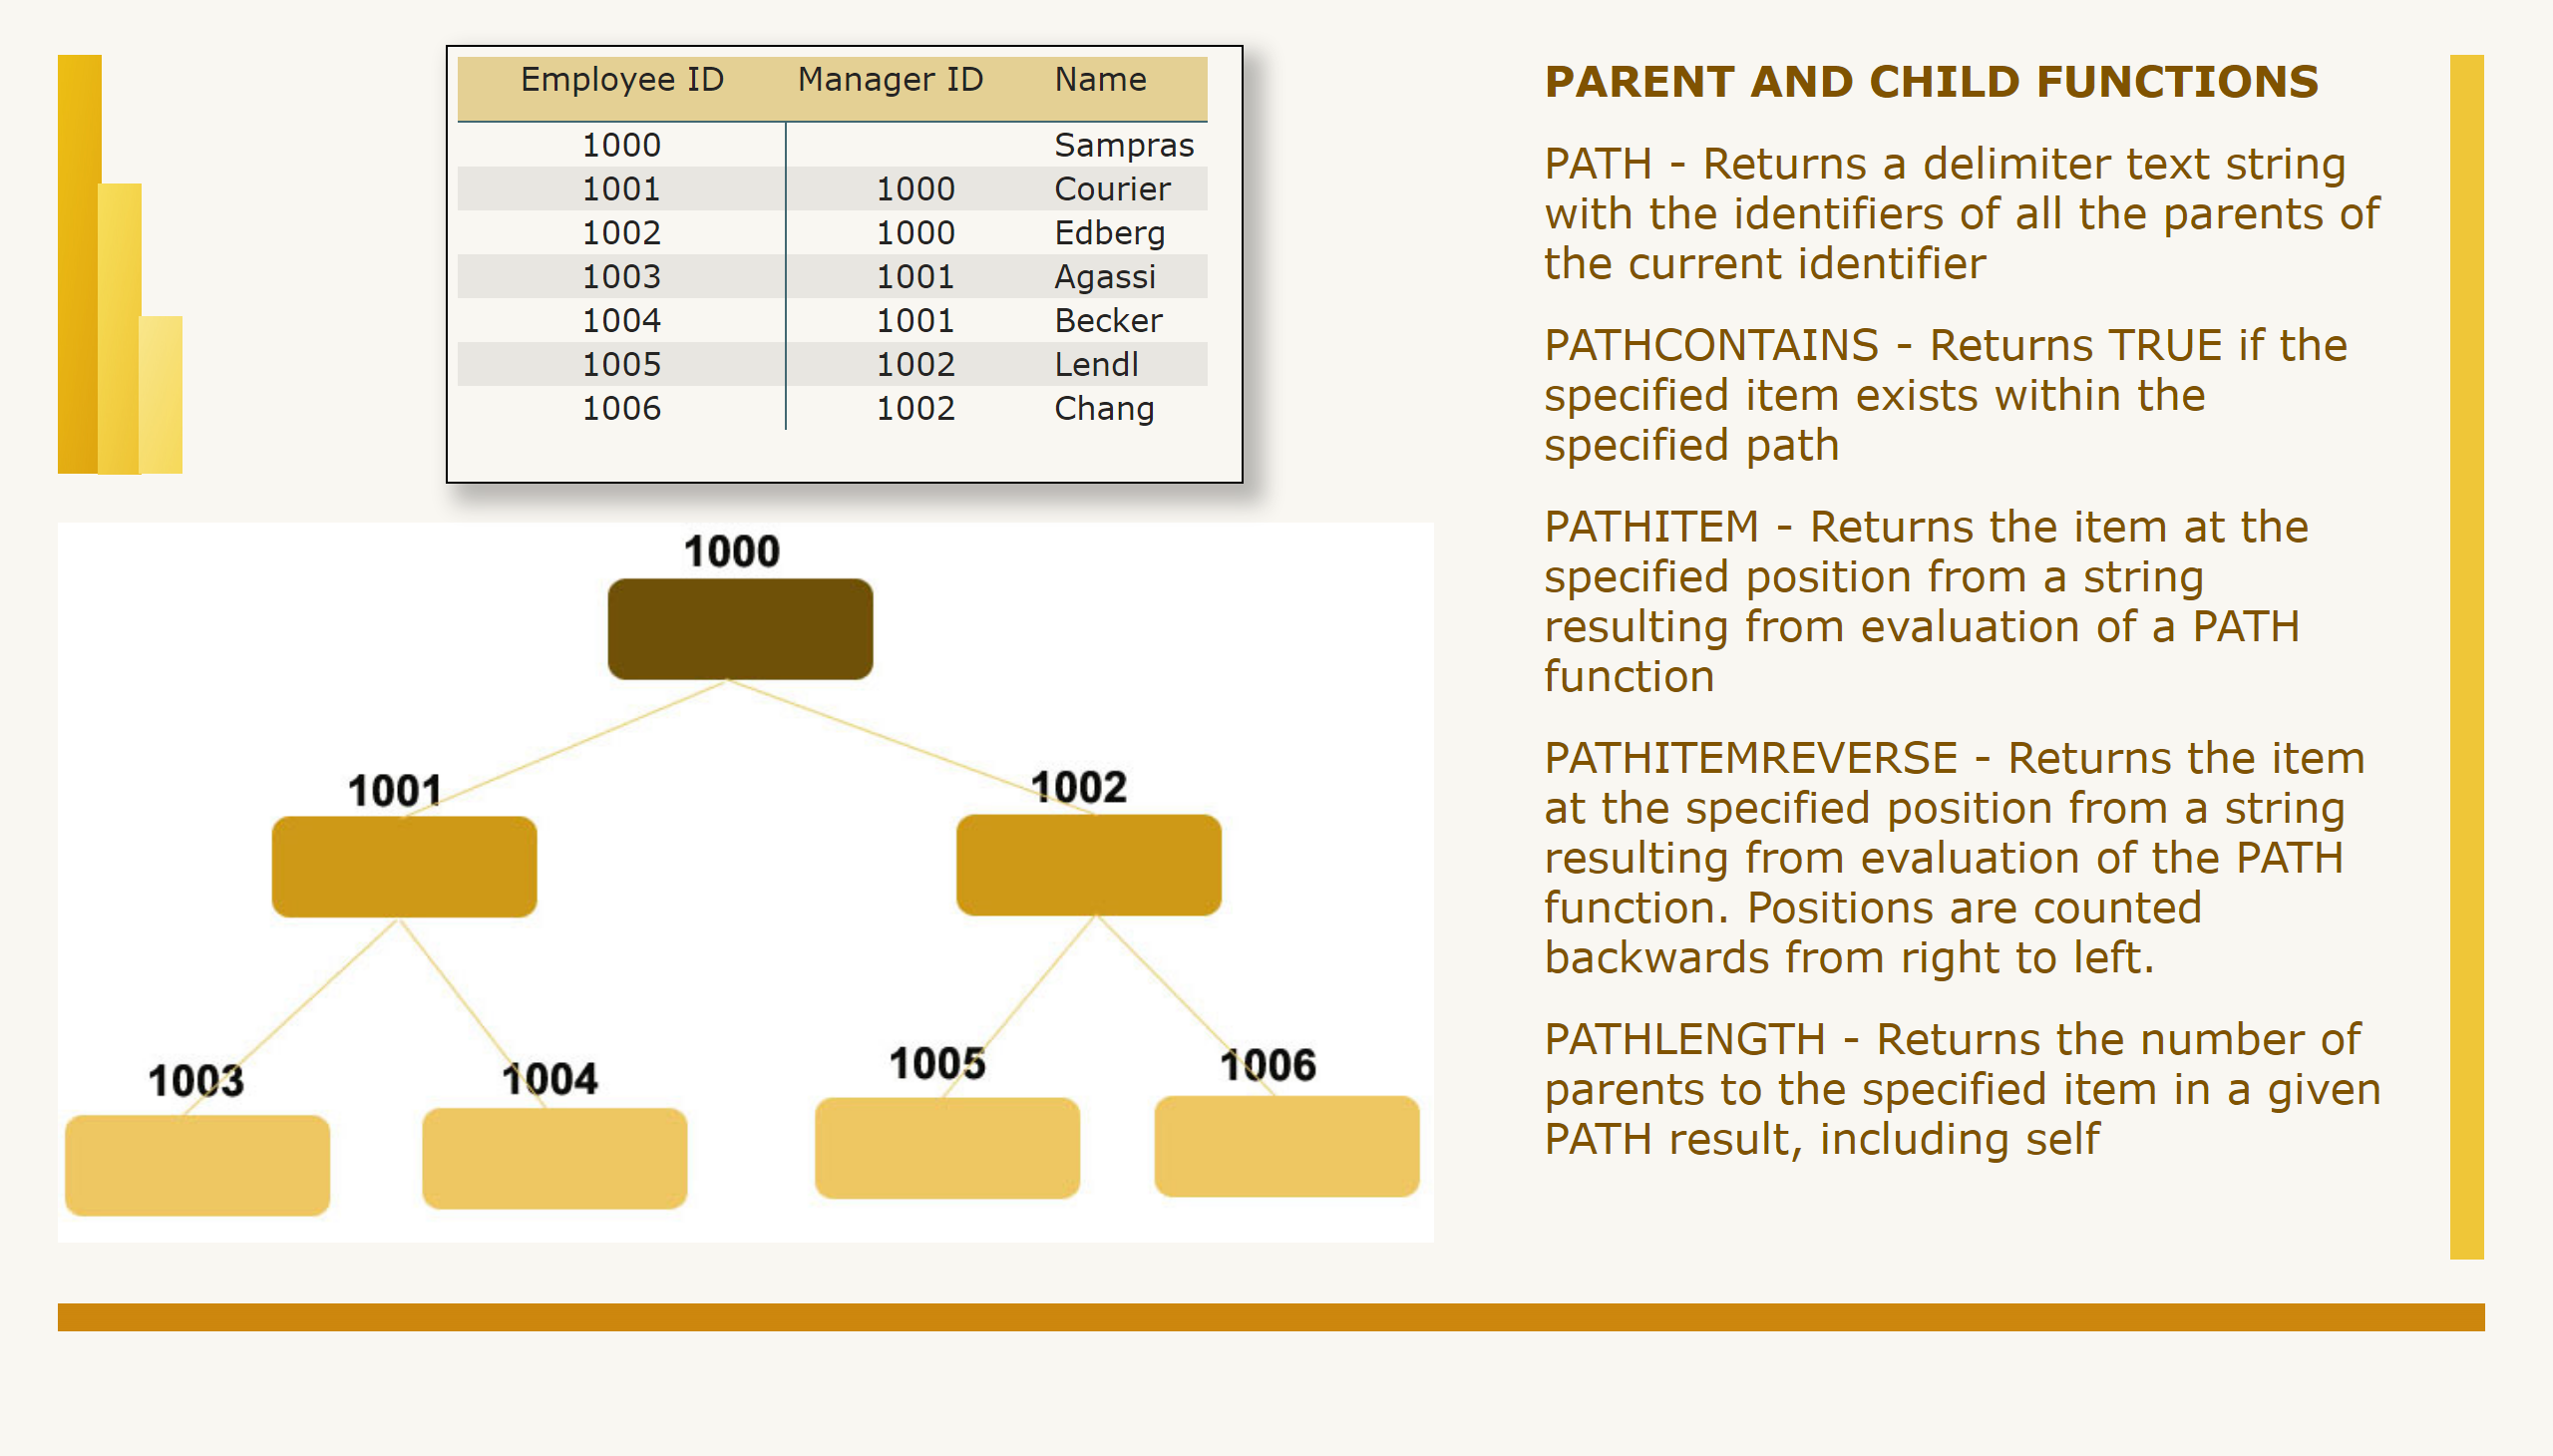 Employee ID Manager ID Name
1000 Sampras
1001 1000 Courier
1002 1000 Edberg
1003 1001 Agassi
1004 1001 Becker
1005 1002 Lendl
1006 1002 Chang
1000
1001 1002
1003 1004 1005 1006
PARENT AND CHILD FUNCTIONS
PATH - Returns a delimiter text string
with the identifiers of all the parents of
the current identifier
PATHCONTAINS - Returns TRUE if the
specified item exists within the
specified path
PATHITEM - Returns the item at the
specified position from a string
resulting from evaluation of a PATH
function
PATHITEMREVERSE - Returns the item
at the specified position from a string
resulting from evaluation of the PATH
function. Positions are counted
backwards from right to left.
PATHLENGTH - Returns the number of
parents to the specified item in a given
PATH result, including self